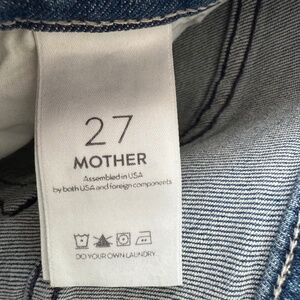 27
MOTHER
Assembled in USA
by both USA and foreign components
DO YOUR OWN LAUNDRY